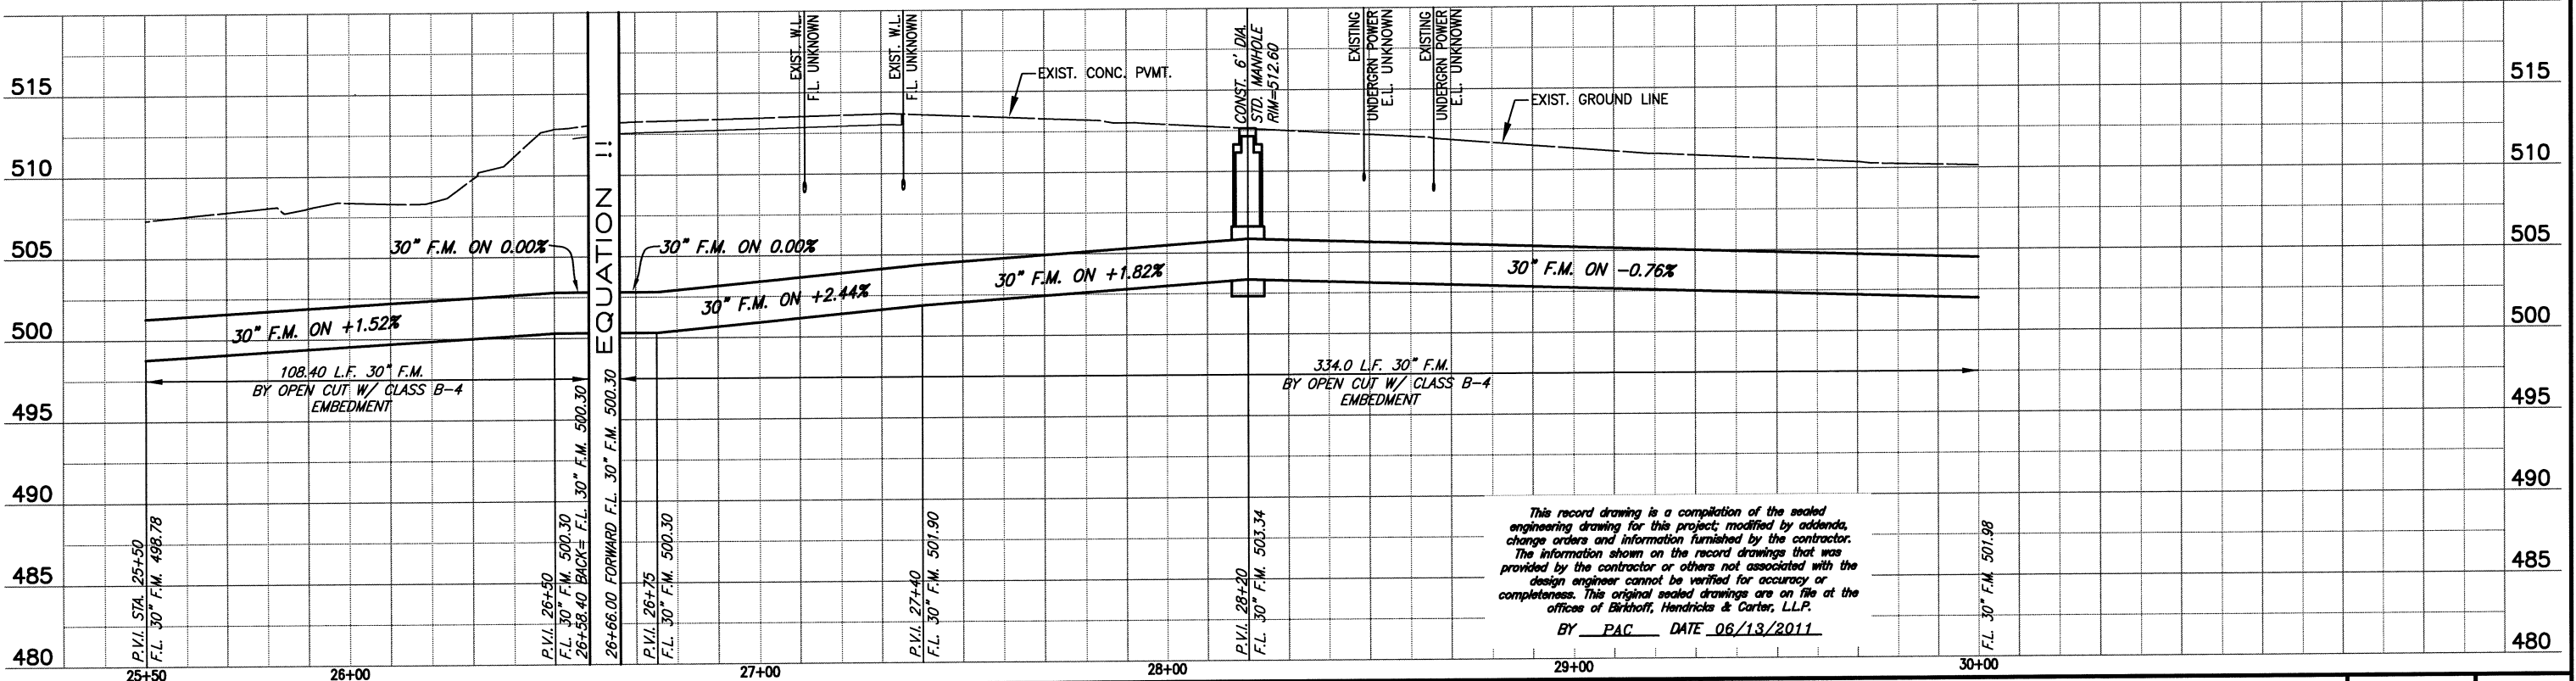 515
510
505
500
495
490
485
480
EXIST. W.L.
F.L. UNKNOWN
EXIST. W.L.
F.L. UNKNOWN
EXIST. CONC. PVMT.
CONST. 6' DIA.
STD. MANHOLE
RIM=512.60
EXISTING
UNDERGRN POWER
E.L. UNKNOWN
EXISTING
UNDERGRN POWER
E.L. UNKNOWN
EXIST. GROUND LINE
EQUATION !!
30" F.M. ON 0.00%
30" F.M. ON 0.00%
30" F.M. ON +1.52%
30" F.M. ON +2.44%
30" F.M. ON +1.82%
30" F.M. ON -0.76%
108.40 L.F. 30" F.M.
BY OPEN CUT W/ CLASS B-4
EMBEDMENT
334.0 L.F. 30" F.M.
BY OPEN CUT W/ CLASS B-4
EMBEDMENT
P.V.I. STA. 25+50
F.L. 30" F.M. 498.78
P.V.I. 26+50
F.L. 30" F.M. 500.30
26+58.40 BACK= F.L. 30" F.M. 500.30
26+66.00 FORWARD F.L. 30" F.M. 500.30
P.V.I. 26+75
F.L. 30" F.M. 500.30
P.V.I. 27+40
F.L. 30" F.M. 501.90
P.V.I. 28+20
F.L. 30" F.M. 503.34
F.L. 30" F.M. 501.98
This record drawing is a compilation of the sealed
engineering drawing for this project; modified by addenda,
change orders and information furnished by the contractor.
The information shown on the record drawings that was
provided by the contractor or others not associated with the
design engineer cannot be verified for accuracy or
completeness. This original sealed drawings are on file at the
offices of Birkhoff, Hendricks & Carter, L.L.P.
BY PAC DATE 06/13/2011
515
510
505
500
495
490
485
480
25+50
26+00
27+00
28+00
29+00
30+00